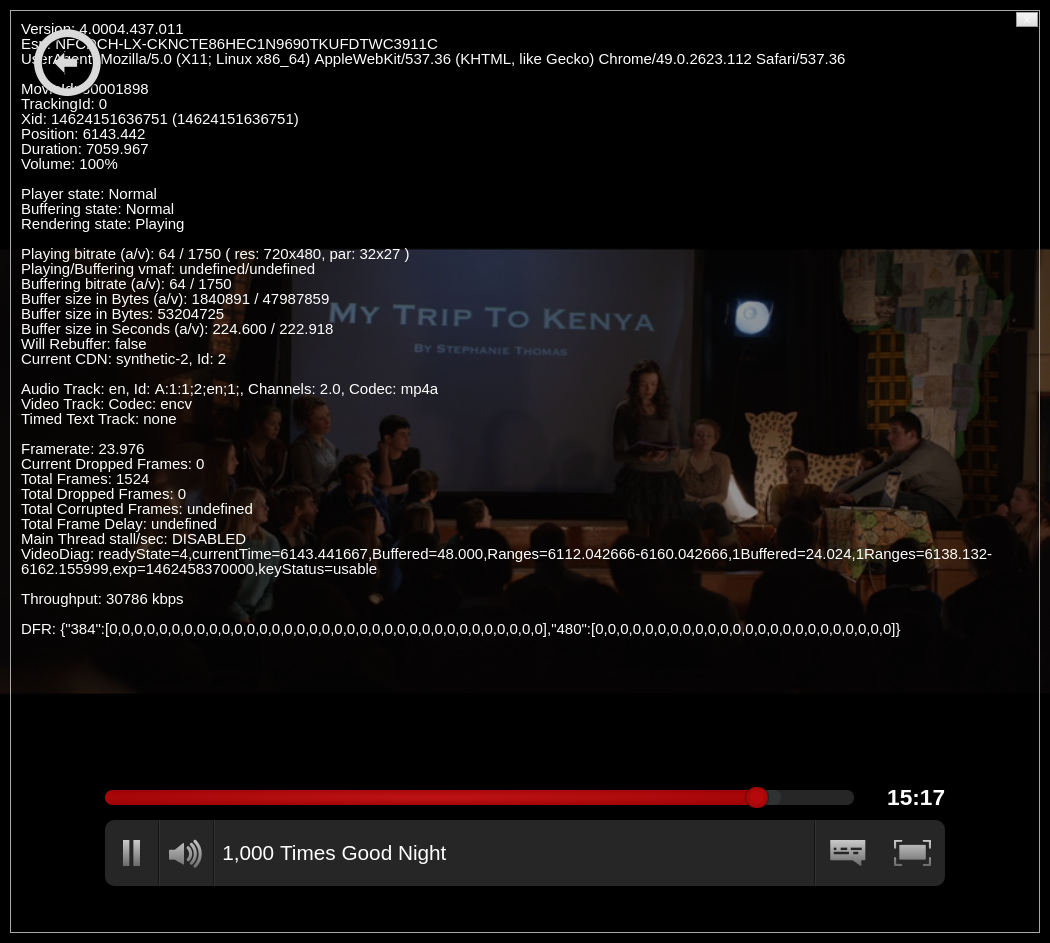 Version: 4.0004.437.011
Esn: NFCDCH-LX-CKNCTE86HEC1N9690TKUFDTWC3911C
UserAgent: Mozilla/5.0 (X11; Linux x86_64) AppleWebKit/537.36 (KHTML, like Gecko) Chrome/49.0.2623.112 Safari/537.36
MovieId: 80001898
TrackingId: 0
Xid: 14624151636751 (14624151636751)
Position: 6143.442
Duration: 7059.967
Volume: 100%
Player state: Normal
Buffering state: Normal
Rendering state: Playing
Playing bitrate (a/v): 64 / 1750 ( res: 720x480, par: 32x27 )
Playing/Buffering vmaf: undefined/undefined
Buffering bitrate (a/v): 64 / 1750
Buffer size in Bytes (a/v): 1840891 / 47987859
Buffer size in Bytes: 53204725
Buffer size in Seconds (a/v): 224.600 / 222.918
Will Rebuffer: false
Current CDN: synthetic-2, Id: 2
MY TRIP TO KENYA
BY STEPHANIE THOMAS
Audio Track: en, Id: A:1:1;2;en;1;, Channels: 2.0, Codec: mp4a
Video Track: Codec: encv
Timed Text Track: none
Framerate: 23.976
Current Dropped Frames: 0
Total Frames: 1524
Total Dropped Frames: 0
Total Corrupted Frames: undefined
Total Frame Delay: undefined
Main Thread stall/sec: DISABLED
VideoDiag: readyState=4,currentTime=6143.441667,Buffered=48.000,Ranges=6112.042666-6160.042666,1Buffered=24.024,1Ranges=6138.132-
6162.155999,exp=1462458370000,keyStatus=usable
Throughput: 30786 kbps
DFR: {"384":[0,0,0,0,0,0,0,0,0,0,0,0,0,0,0,0,0,0,0,0,0,0,0,0,0,0,0,0,0,0,0,0,0,0,0,0],"480":[0,0,0,0,0,0,0,0,0,0,0,0,0,0,0,0,0,0,0,0,0,0,0,0,0]}
15:17
1,000 Times Good Night